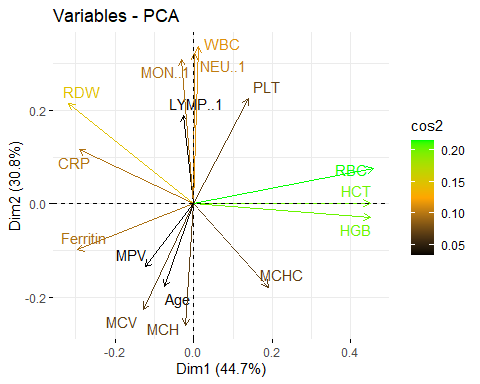 Variables - PCA
WBC
MON..1
NEU..1
RDW
PLT
LYMP..1
0.2
CRP
RBC
HCT
0.0
HGB
Ferritin
MPV
MCHC
Age
-0.2
MCV
MCH
-0.2
0.0
0.2
0.4
Dim1 (44.7%)
Dim2 (30.8%)
cos2
0.20
0.15
0.10
0.05